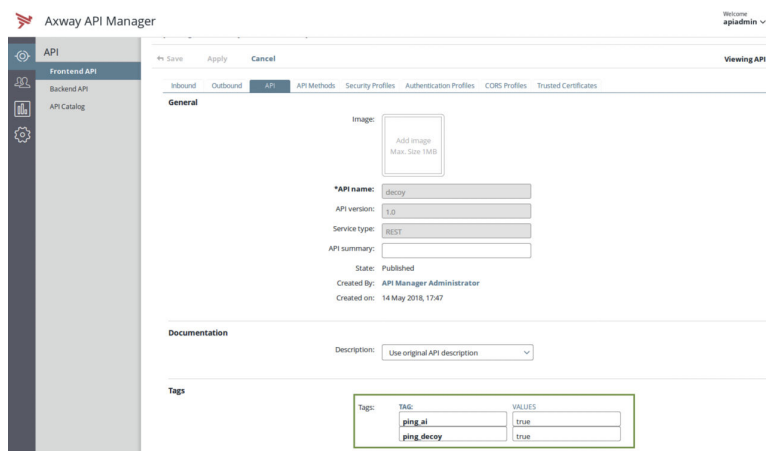 Axway API Manager
Welcome
apiadmin
API
Frontend API
Backend API
API Catalog
Save Apply Cancel
Viewing API
Inbound Outbound API API Methods Security Profiles Authentication Profiles CORS Profiles Trusted Certificates
General
Image:
Add image
Max. Size 1MB
*API name: decoy
API version: 1.0
Service type: REST
API summary:
State: Published
Created By: API Manager Administrator
Created on: 14 May 2018, 17:47
Documentation
Description: Use original API description
Tags
Tags: TAG: VALUES
ping_ai true
ping_decoy true